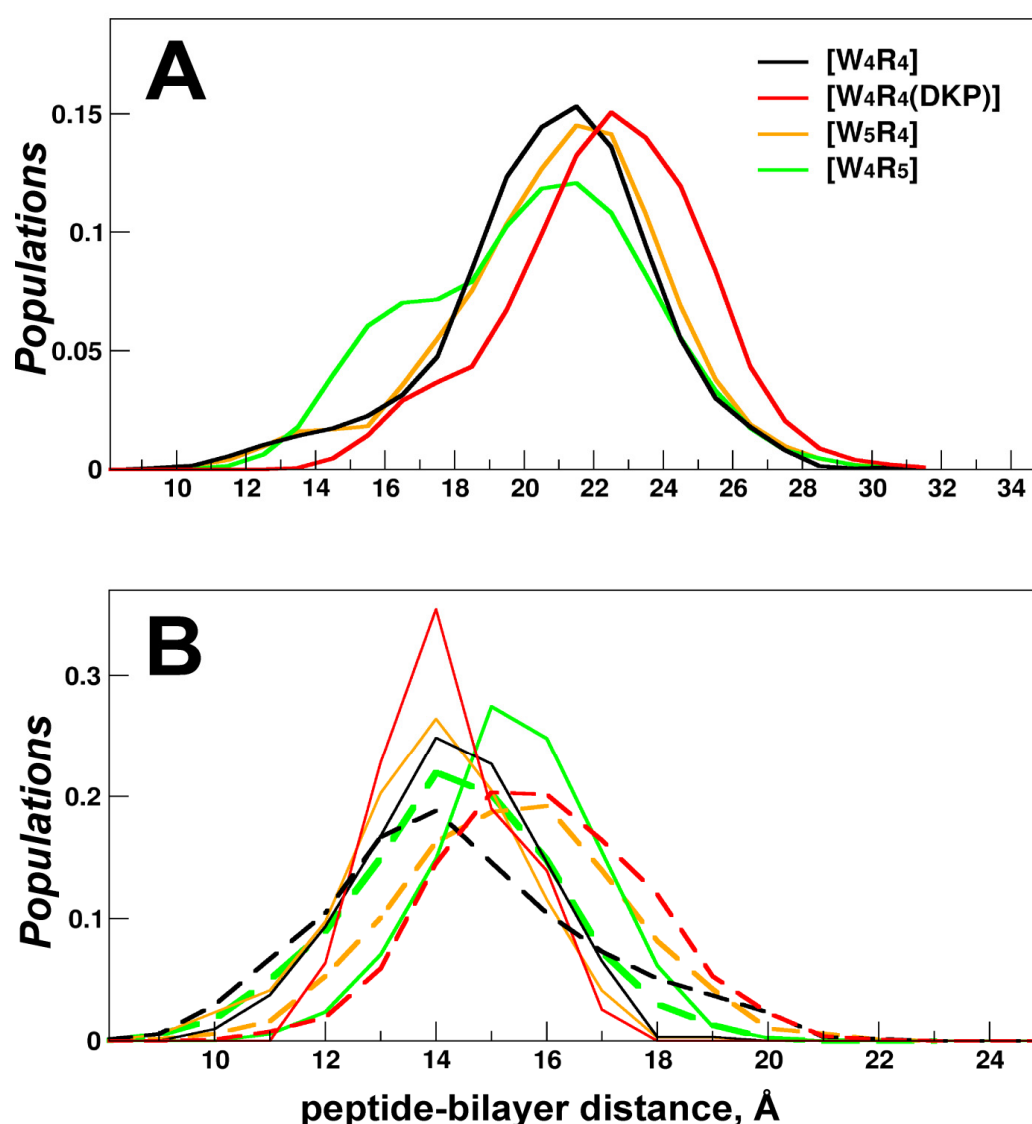 A
[W4R4]
[W4R4(DKP)]
[W5R4]
[W4R5]
Populations
0.15
0.1
0.05
0
10 12 14 16 18 20 22 24 26 28 30 32 34
B
Populations
0.3
0.2
0.1
0
10 12 14 16 18 20 22 24
peptide-bilayer distance, Å